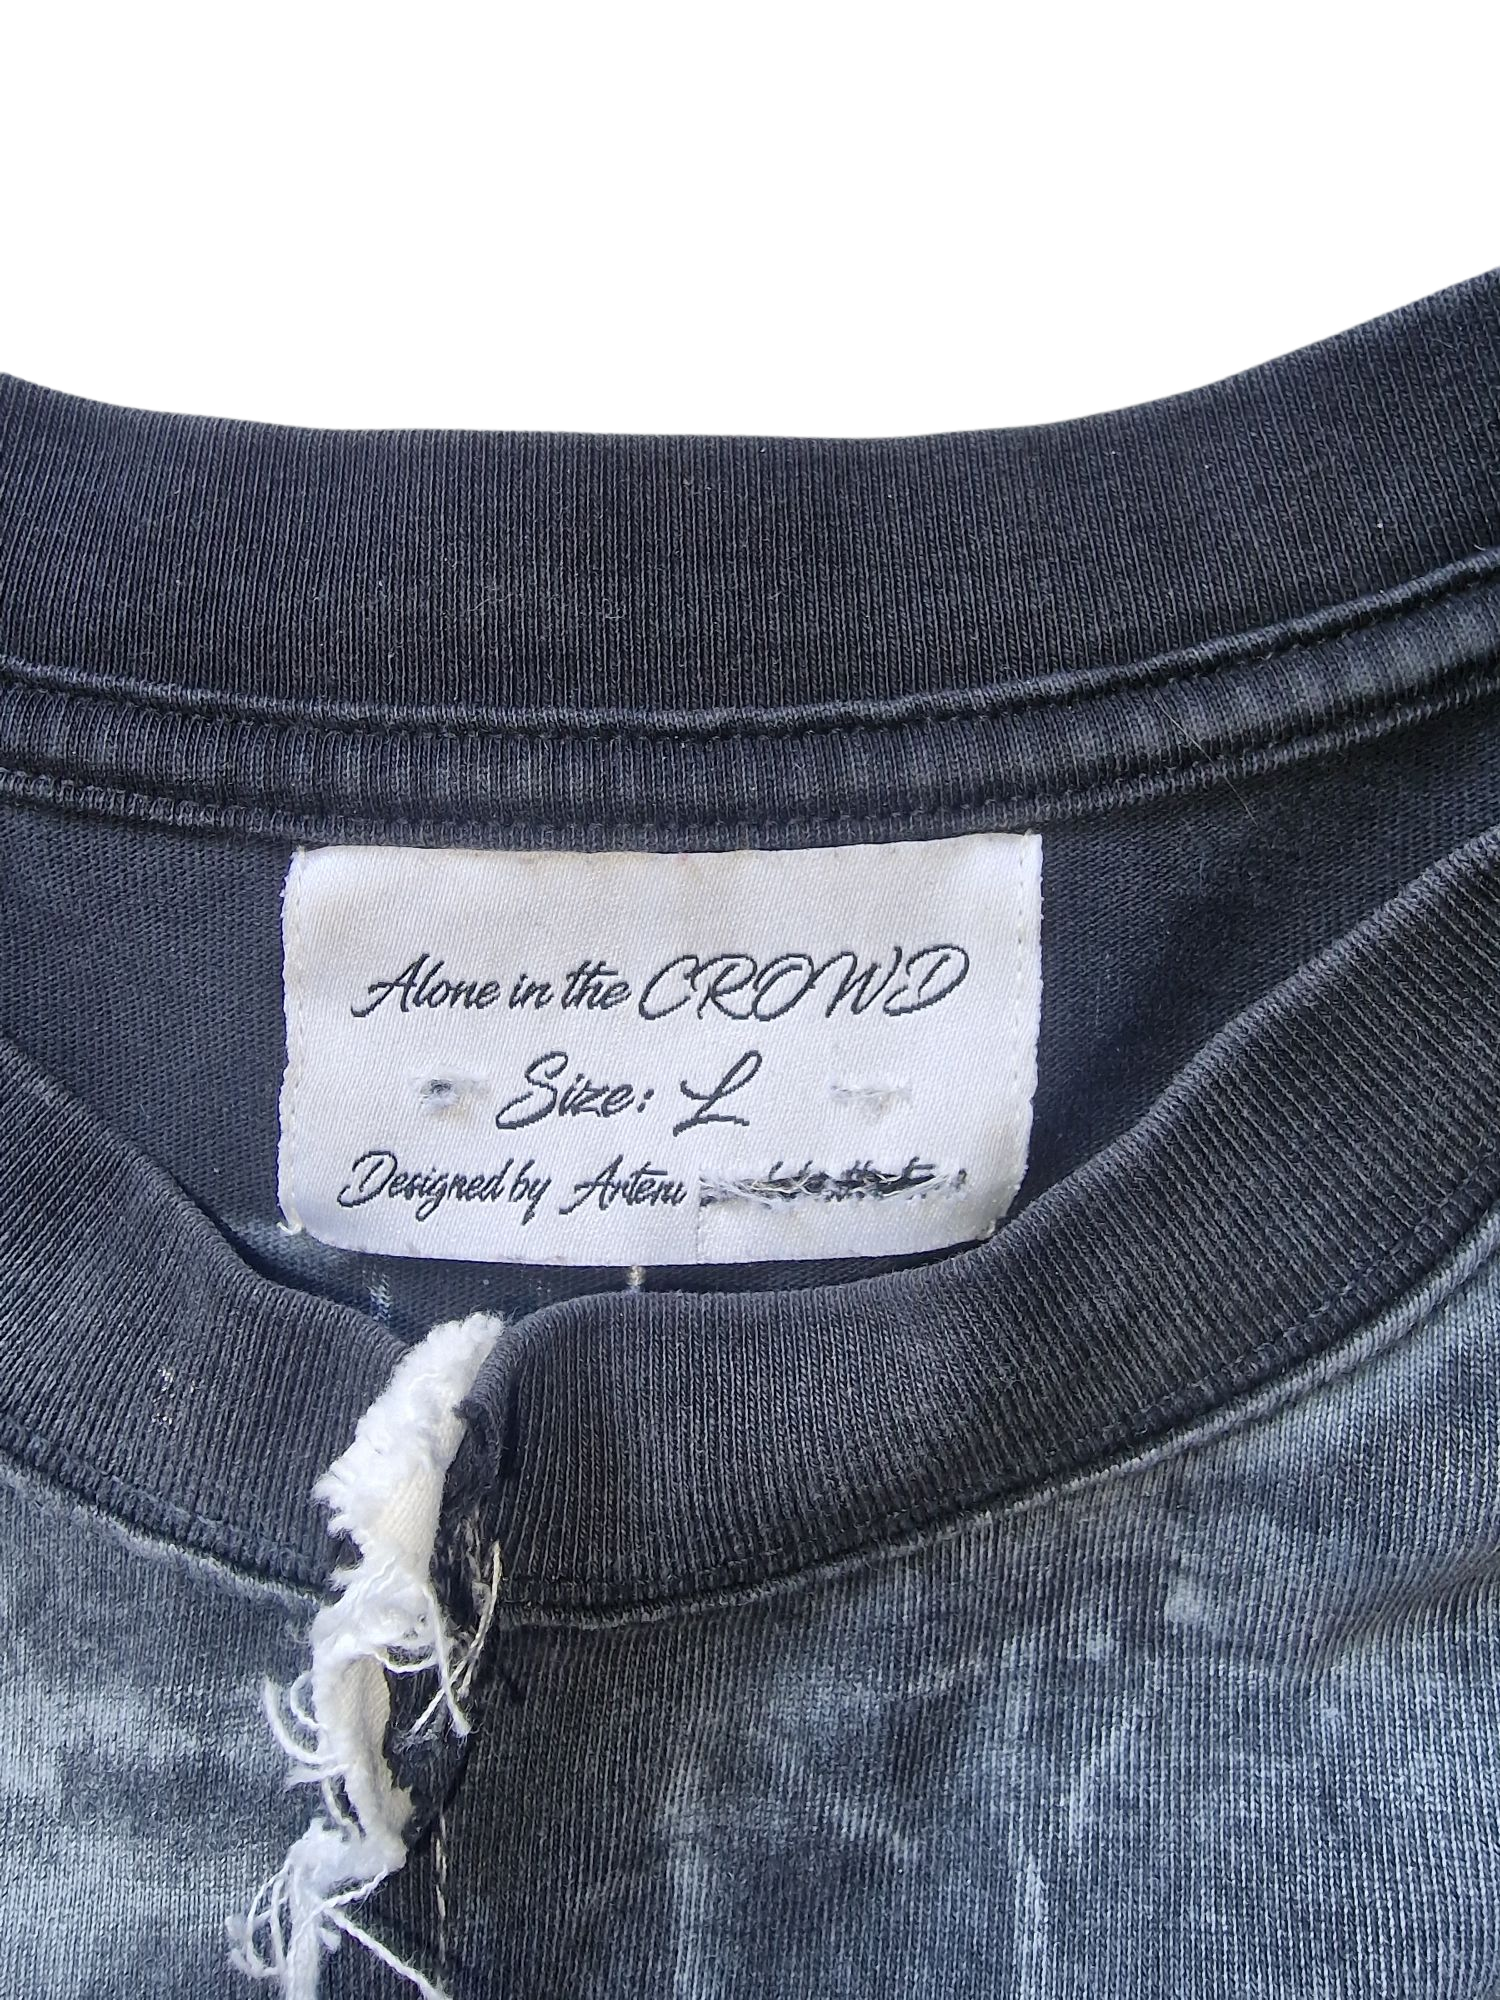 Alone in the CROWD
Size: L
Designed by Artem